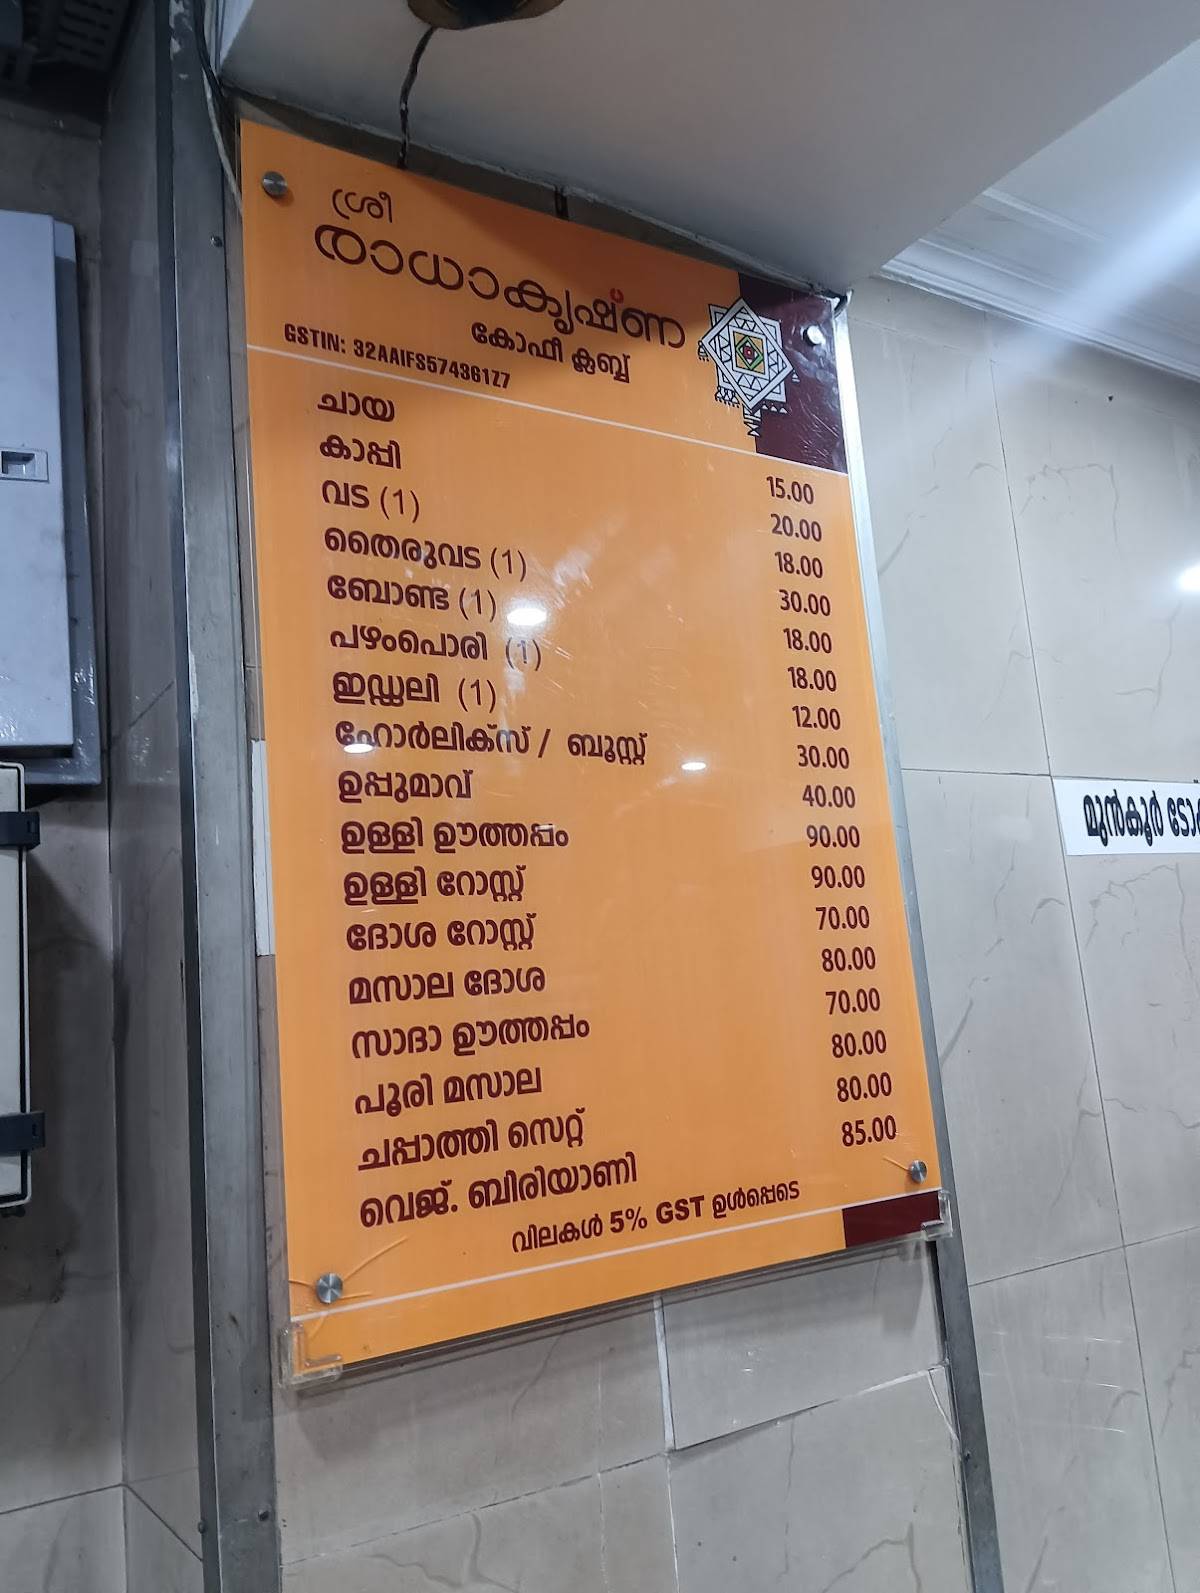 ശ്രീ
രാധാകൃഷ്ണ
കോഫീ ക്ലബ്ബ്
GSTIN: 32AAIFS5743G1Z7
ചായ 15.00
കാപ്പി 20.00
വട (1) 18.00
തൈരുവട (1) 30.00
ബോണ്ട (1) 18.00
പഴംപൊരി (1) 18.00
ഇഡ്ഡലി (1) 12.00
ഹോർലിക്സ് / ബൂസ്റ്റ് 30.00
ഉപ്പുമാവ് 40.00
ഉള്ളി ഊത്തപ്പം 90.00
ഉള്ളി റോസ്റ്റ് 90.00
ദോശ റോസ്റ്റ് 70.00
മസാല ദോശ 80.00
സാദാ ഊത്തപ്പം 70.00
പൂരി മസാല 80.00
ചപ്പാത്തി സെറ്റ് 80.00
വെജ്. ബിരിയാണി 85.00
വിലകൾ 5% GST ഉൾപ്പെടെ
മുൻകൂർ